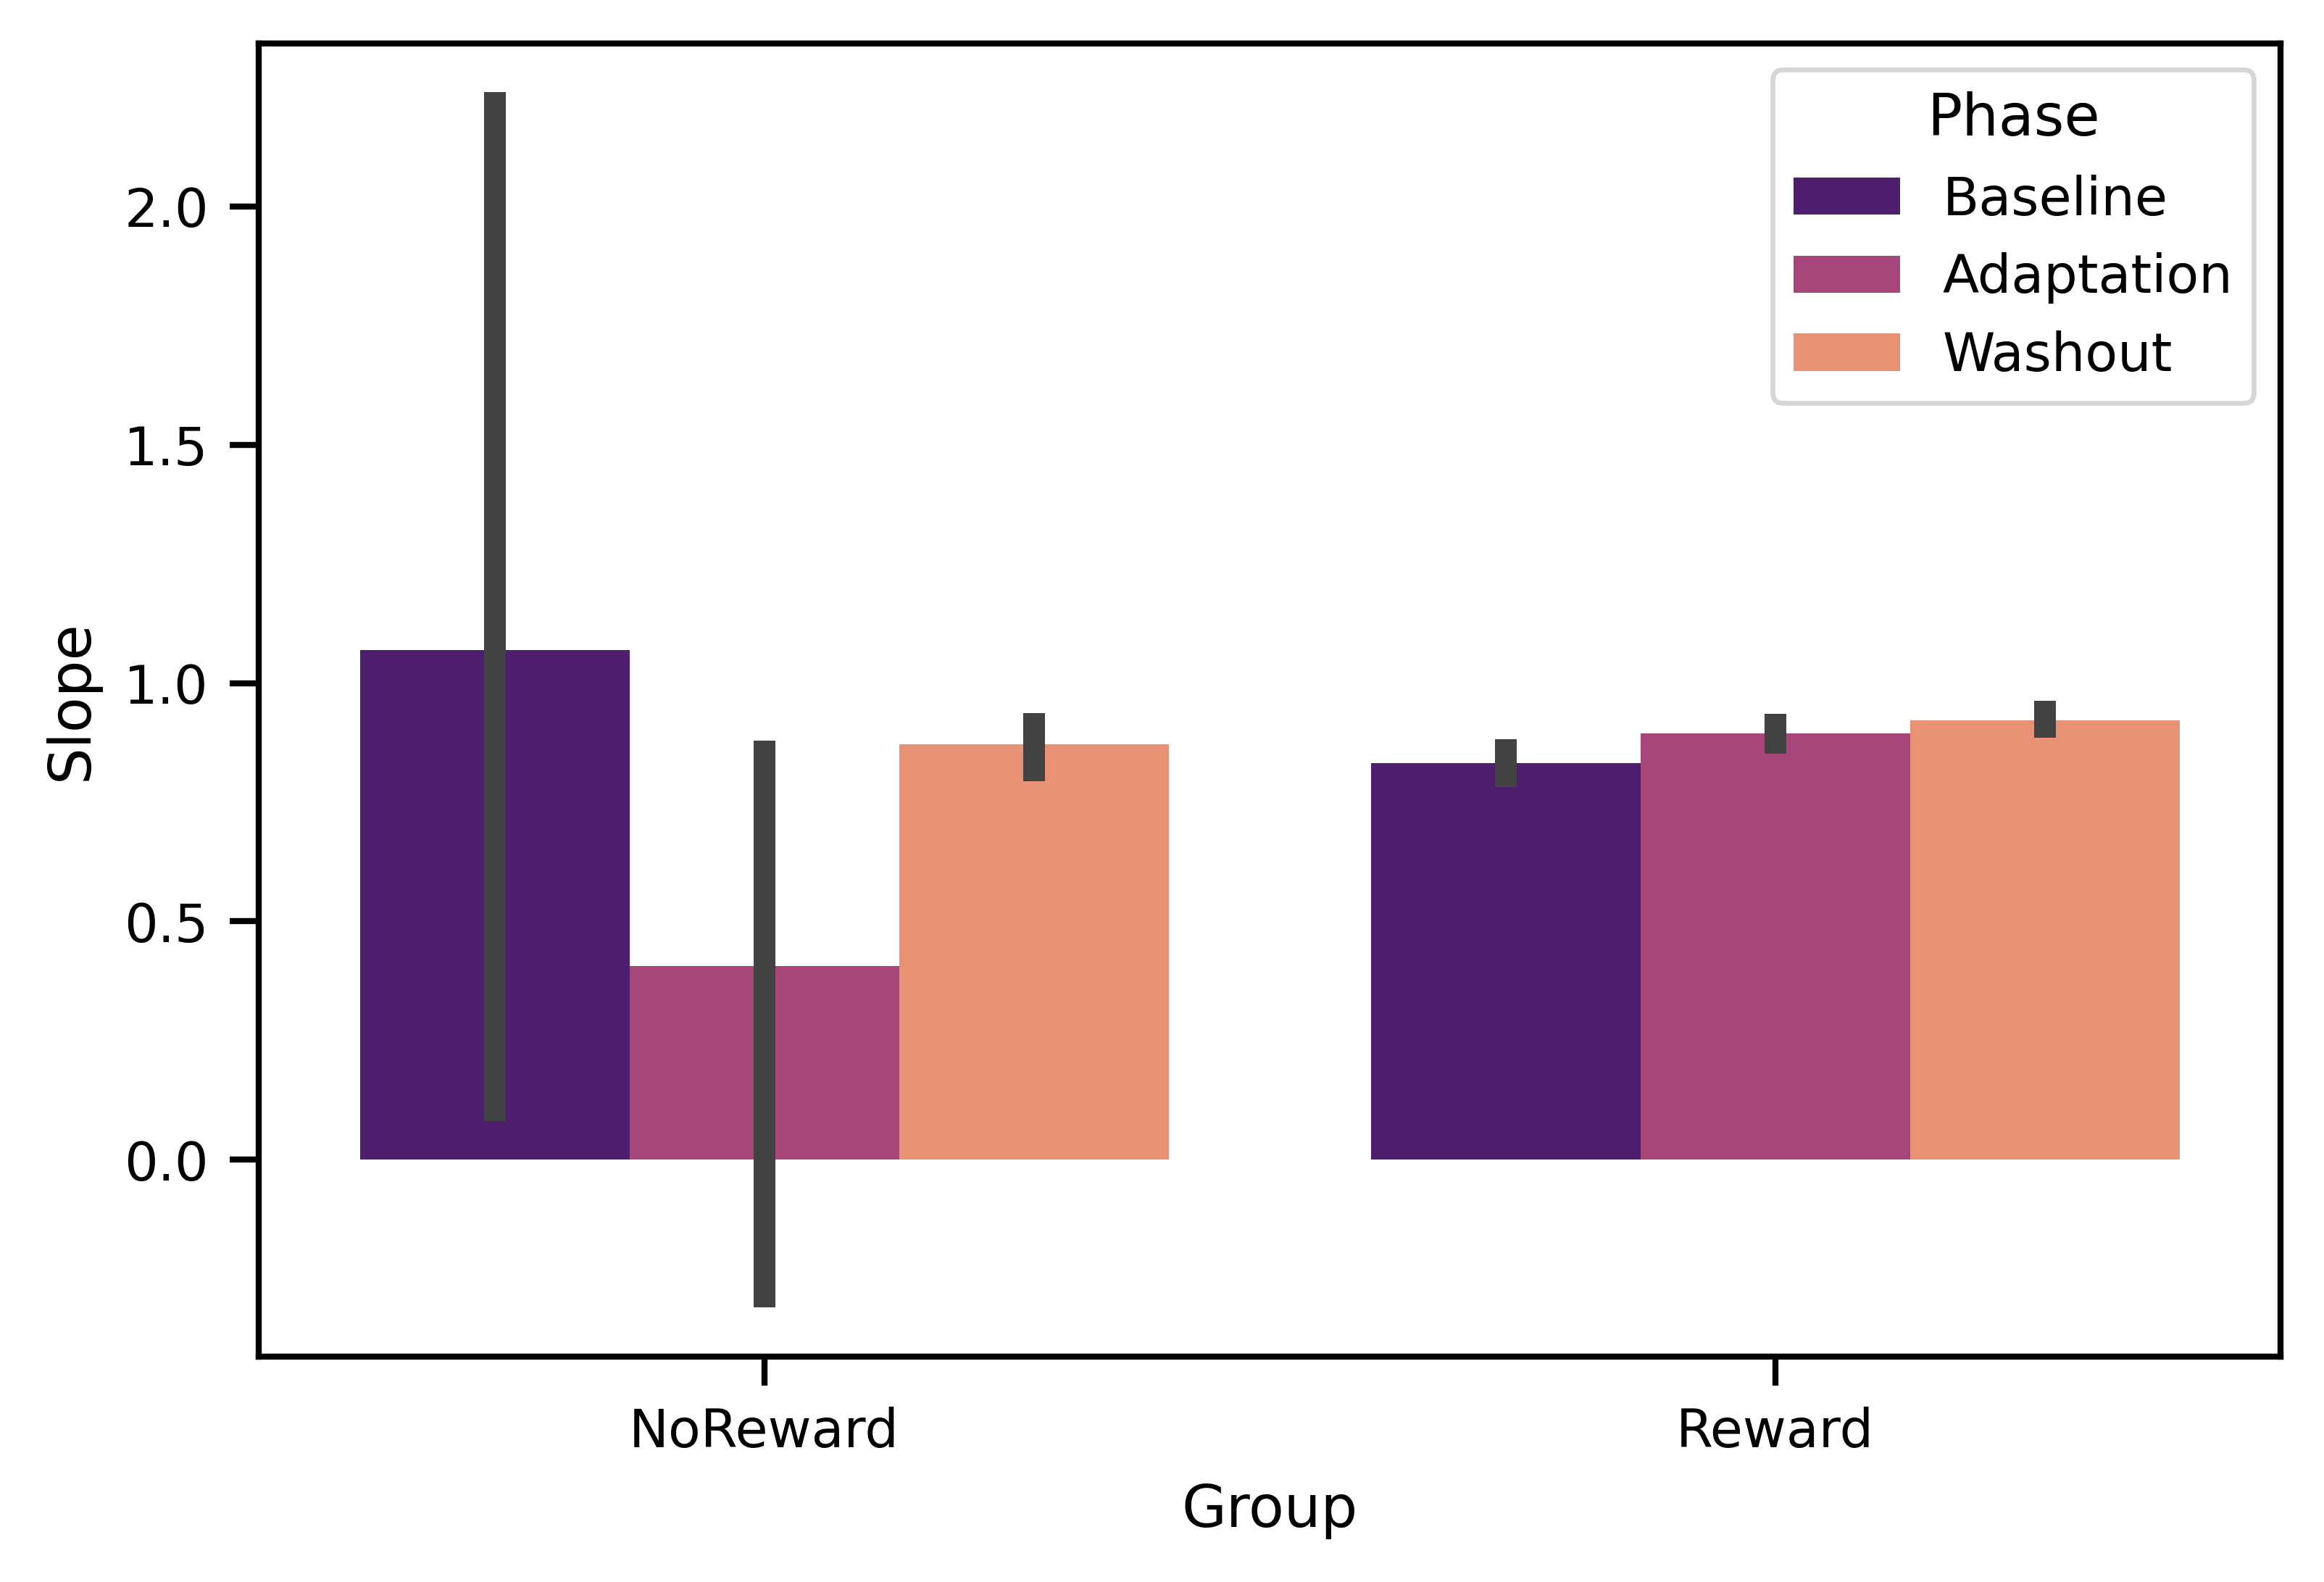 Phase
Baseline
Adaptation
Washout
2.0
1.5
1.0
0.5
0.0
Slope
NoReward
Reward
Group